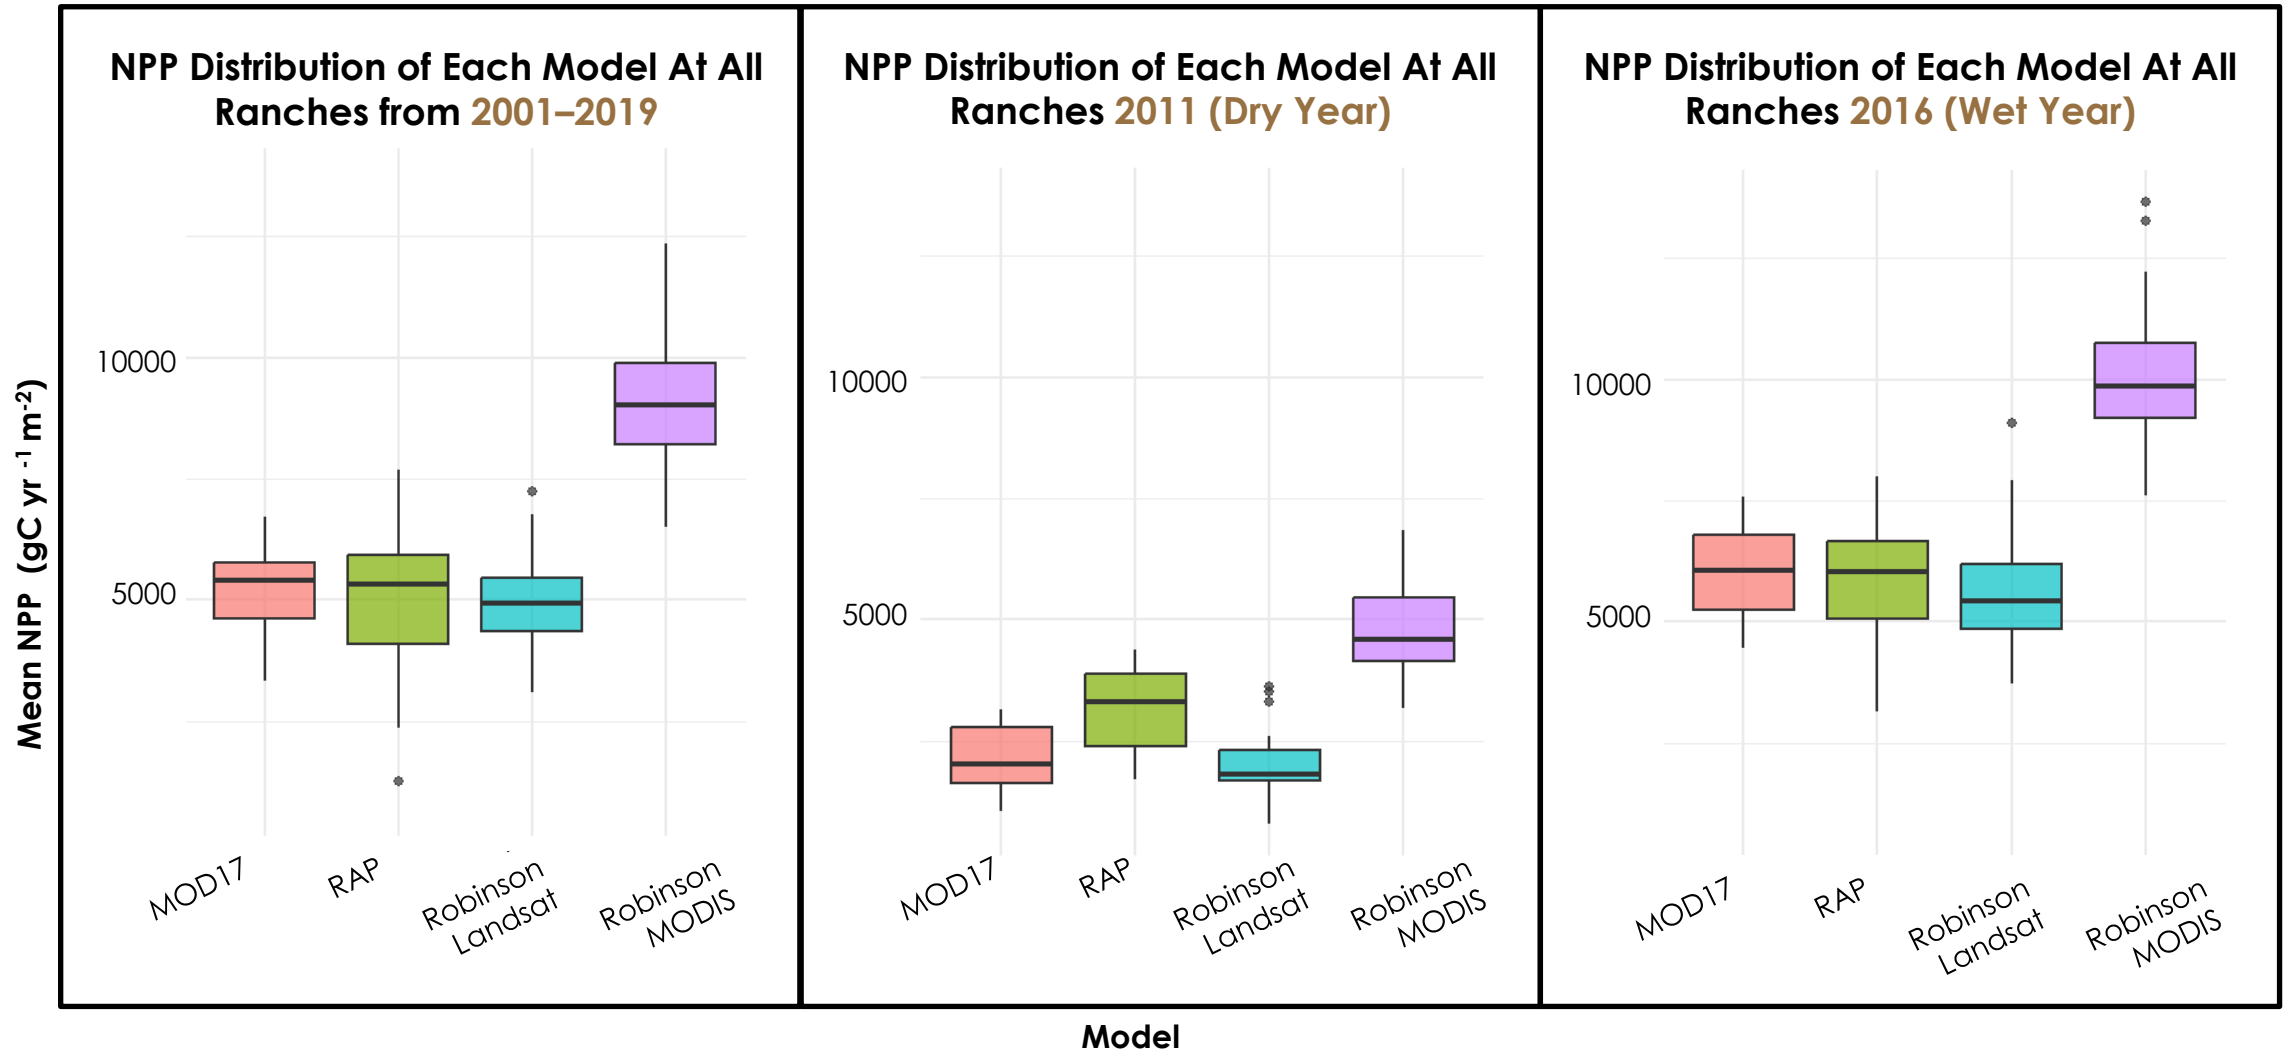 NPP Distribution of Each Model At All
Ranches from 2001–2019
10000
5000
MOD17
RAP
Robinson
Landsat
Robinson
MODIS
NPP Distribution of Each Model At All
Ranches 2011 (Dry Year)
10000
5000
MOD17
RAP
Robinson
Landsat
Robinson
MODIS
NPP Distribution of Each Model At All
Ranches 2016 (Wet Year)
10000
5000
MOD17
RAP
Robinson
Landsat
Robinson
MODIS
Mean NPP (gC yr ⁻¹ m⁻²)
Model